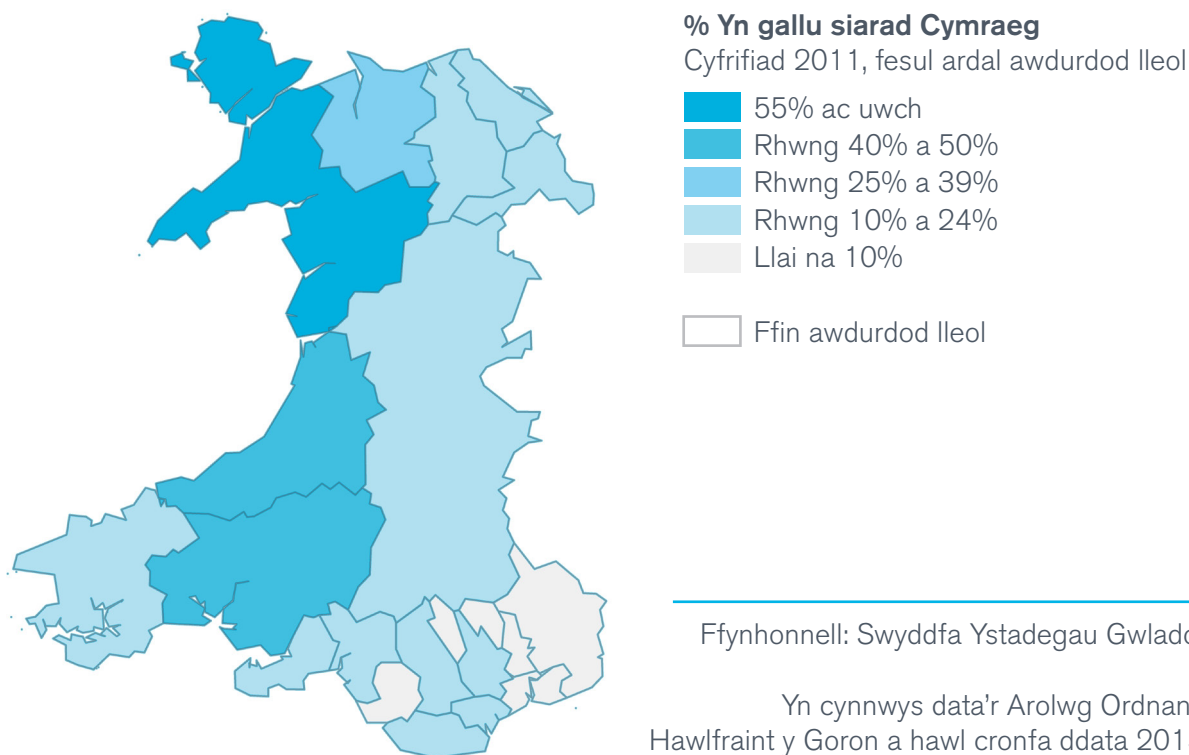 % Yn gallu siarad Cymraeg
Cyfrifiad 2011, fesul ardal awdurdod lleol
55% ac uwch
Rhwng 40% a 50%
Rhwng 25% a 39%
Rhwng 10% a 24%
Llai na 10%
Ffin awdurdod lleol
Ffynhonnell: Swyddfa Ystadegau
Yn cynnwys data'r Arolwg
Hawlfraint y Goron a hawl cronfa ddata